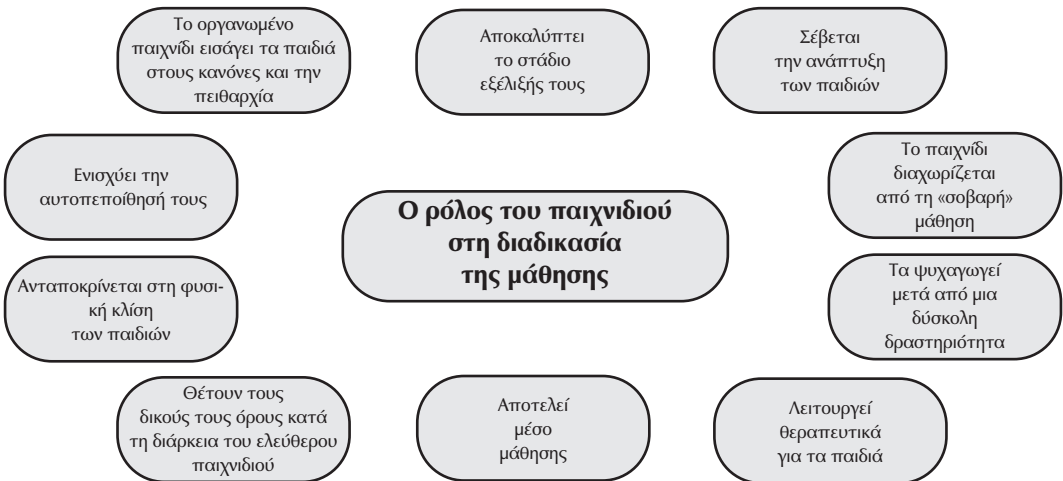 Το οργανωμένο
παιχνίδι εισάγει τα παιδιά
στους κανόνες και την
πειθαρχία
Αποκαλύπτει
το στάδιο
εξέλιξής τους
Σέβεται
την ανάπτυξη
των παιδιών
Ενισχύει την
αυτοπεποίθησή τους
Το παιχνίδι
διαχωρίζεται
από τη «σοβαρή»
μάθηση
Ο ρόλος του παιχνιδιού
στη διαδικασία
της μάθησης
Ανταποκρίνεται στη φυσι-
κή κλίση
των παιδιών
Τα ψυχαγωγεί
μετά από μια
δύσκολη
δραστηριότητα
Θέτουν τους
δικούς τους όρους κατά
τη διάρκεια του ελεύθερου
παιχνιδιού
Αποτελεί
μέσο
μάθησης
Λειτουργεί
θεραπευτικά
για τα παιδιά